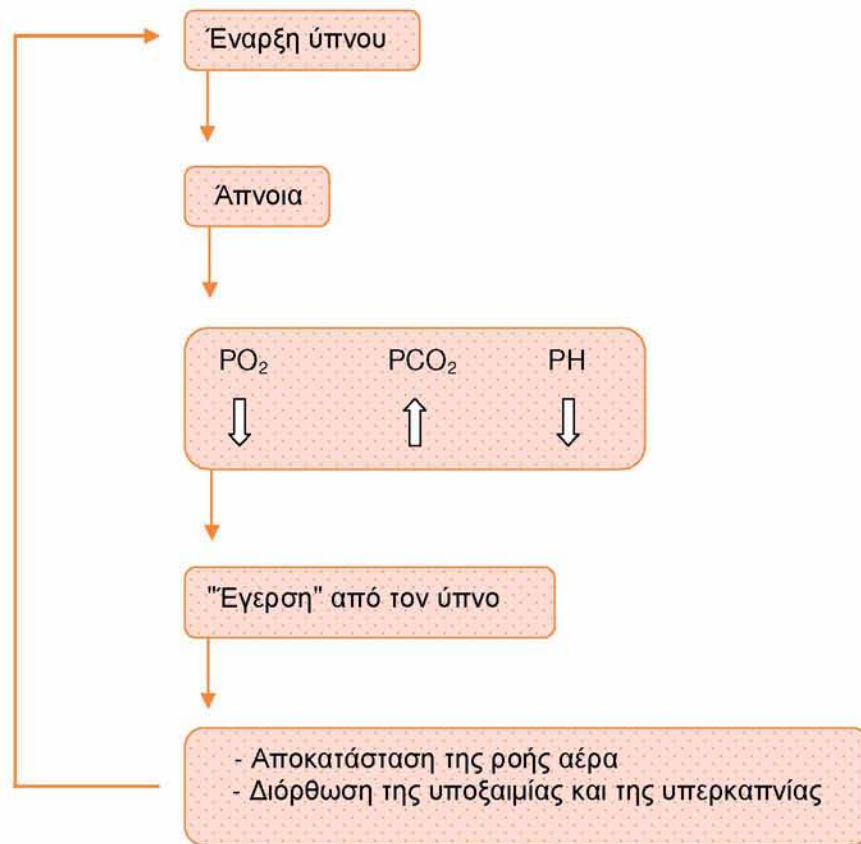 Έναρξη ύπνου
Άπνοια
PO₂ PCO₂ PH
"Έγερση" από τον ύπνο
- Αποκατάσταση της ροής αέρα
- Διόρθωση της υποξαιμίας και της υπερκαπνίας